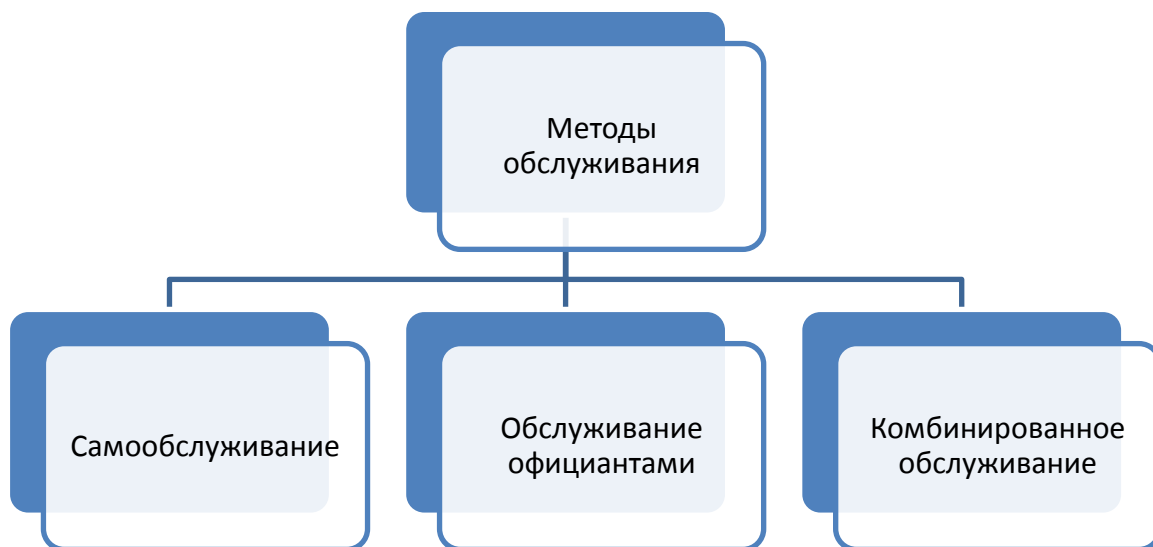 Методы
обслуживания
Самообслуживание
Обслуживание
официантами
Комбинированное
обслуживание